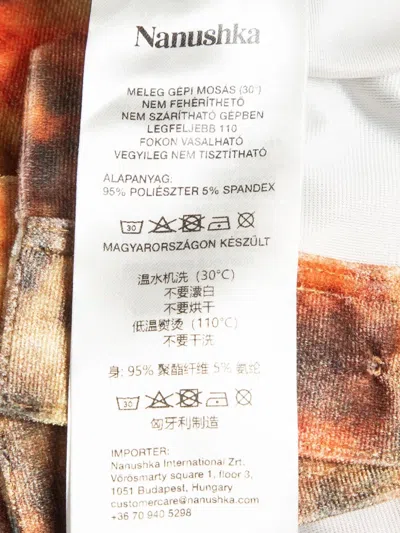 Nanushka
MELEG GÉPI MOSÁS (30°)
NEM FEHÉRÍTHETŐ
NEM SZÁRÍTHATÓ GÉPBEN
LEGFELJEBB 110
FOKON VASALHATÓ
VEGYILEG NEM TISZTÍTHATÓ
ALAPANYAG:
95% POLIÉSZTER 5% SPANDEX
30
MAGYARORSZÁGON KÉSZÜLT
温水机洗 (30°C)
不要漂白
不要烘干
低温熨烫 (110°C)
不要干洗
身: 95% 聚酯纤维 5% 氨纶
30
匈牙利制造
IMPORTER:
Nanushka International Zrt.
Vörösmarty square 1, floor 3,
1051 Budapest, Hungary
customercare@nanushka.com
+36 70 940 5298